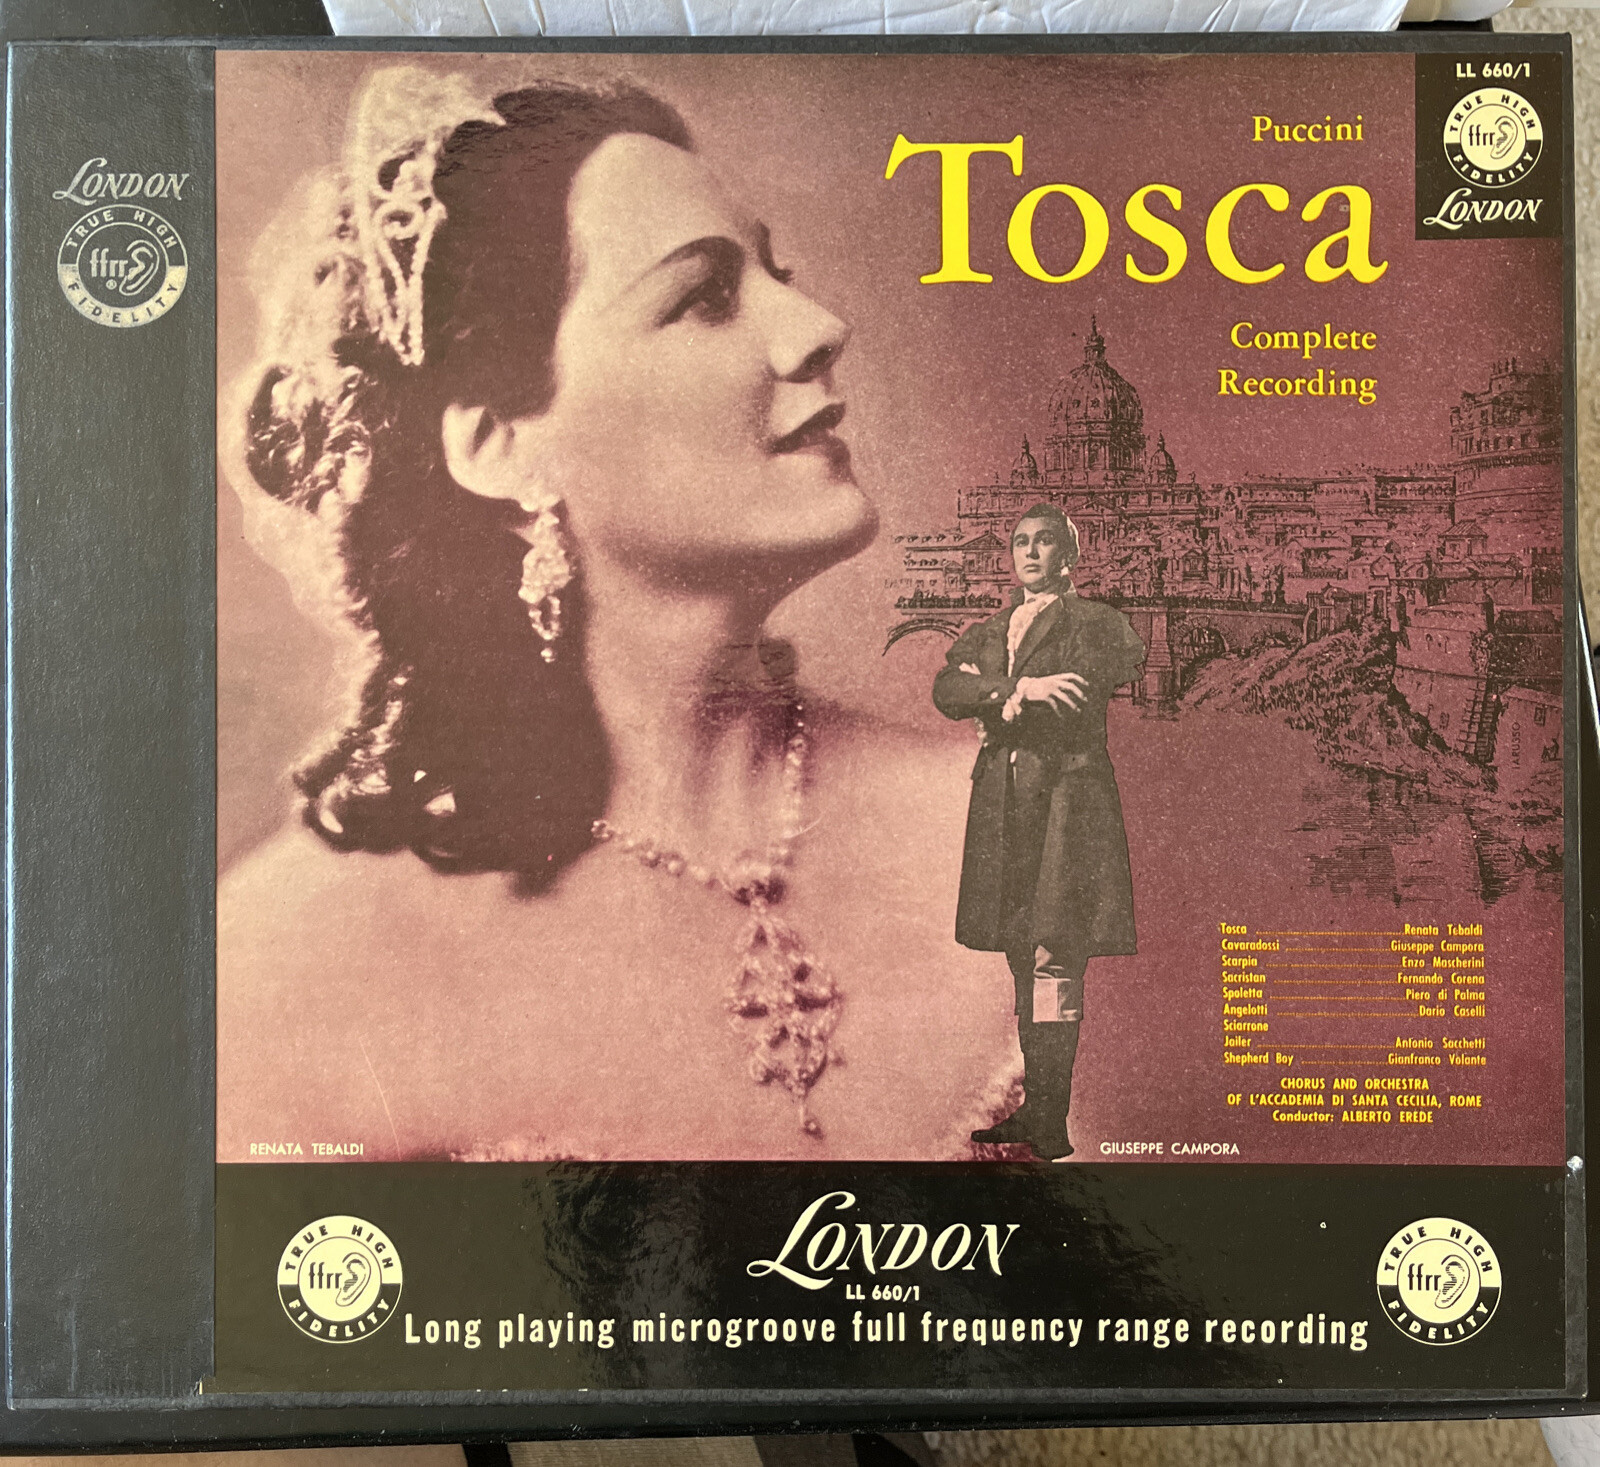 LONDON
TRUE HIGH
ffrr
®
FIDELITY
LL 660/1
TRUE HIGH
ffrr
FIDELITY
LONDON
Puccini
Tosca
Complete
Recording
IARUSSO
Tosca Renata Tebaldi
Cavaradossi Giuseppe Campora
Scarpia Enzo Mascherini
Sacristan Fernando Corena
Spoletta Piero di Palma
Angelotti Dario Caselli
Sciarrone
Jailer Antonio Sacchetti
Shepherd Boy Gianfranco Volante
CHORUS AND ORCHESTRA
OF L'ACCADEMIA DI SANTA CECILIA, ROME
Conductor: ALBERTO EREDE
RENATA TEBALDI
GIUSEPPE CAMPORA
TRUE HIGH
ffrr
FIDELITY
LONDON
LL 660/1
Long playing microgroove full frequency range recording
TRUE HIGH
ffrr
FIDELITY